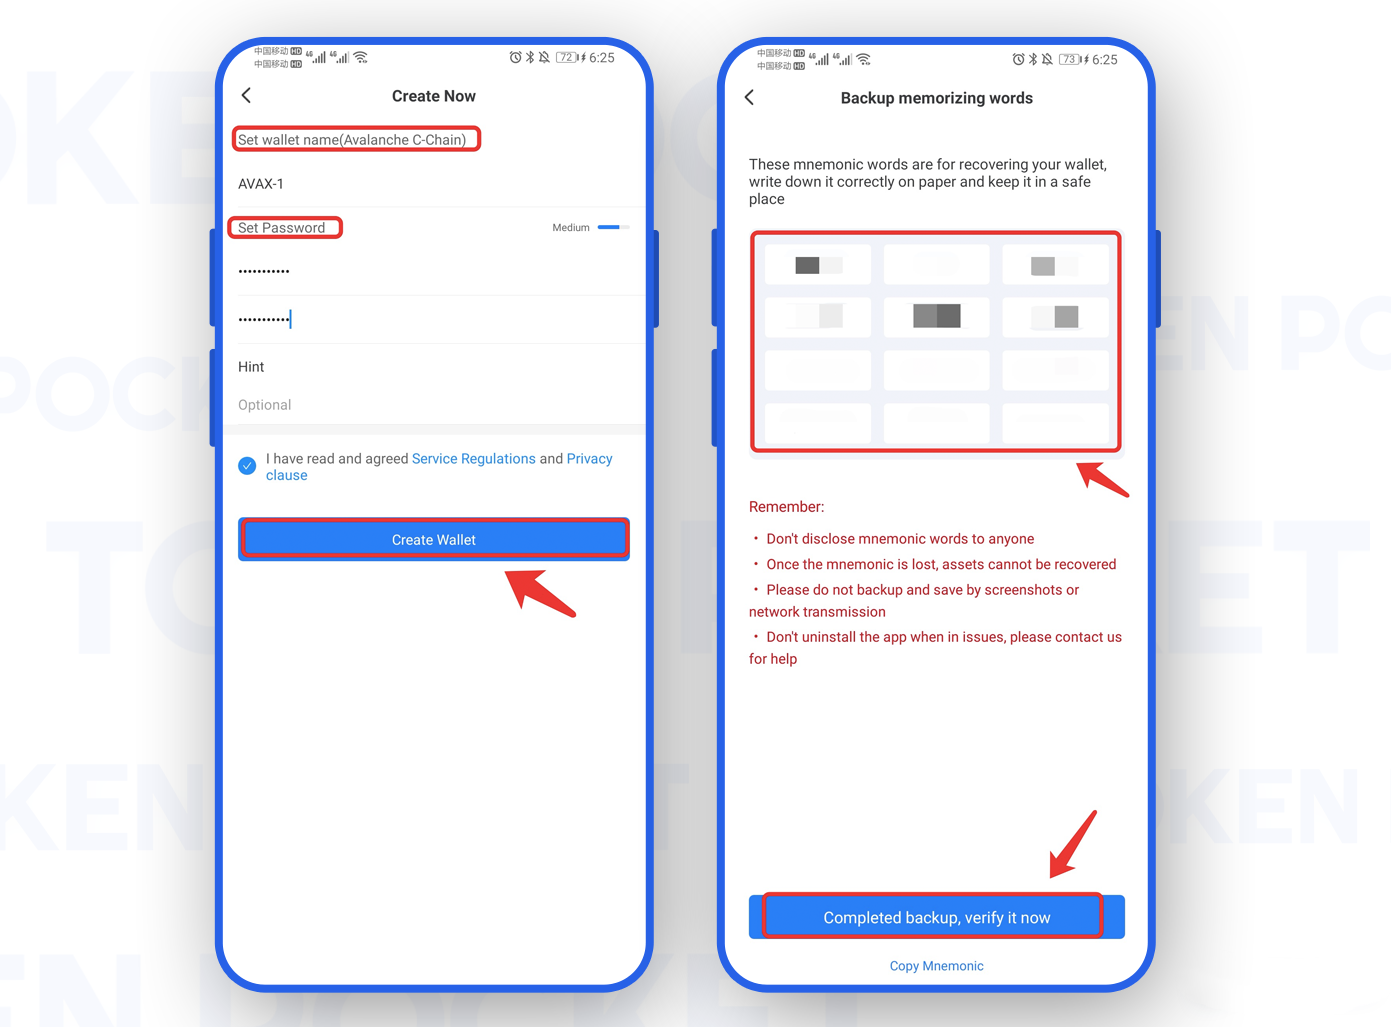 中国移动 HD 4G 4G
中国移动 HD
72 6:25
Create Now
Set wallet name(Avalanche C-Chain)
AVAX-1
Set Password
Medium
•••••••••••
•••••••••••
Hint
Optional
I have read and agreed Service Regulations and Privacy
clause
Create Wallet
中国移动 HD 4G 4G
中国移动 HD
73 6:25
Backup memorizing words
These mnemonic words are for recovering your wallet,
write down it correctly on paper and keep it in a safe
place
Remember:
• Don't disclose mnemonic words to anyone
• Once the mnemonic is lost, assets cannot be recovered
• Please do not backup and save by screenshots or
network transmission
• Don't uninstall the app when in issues, please contact us
for help
Completed backup, verify it now
Copy Mnemonic